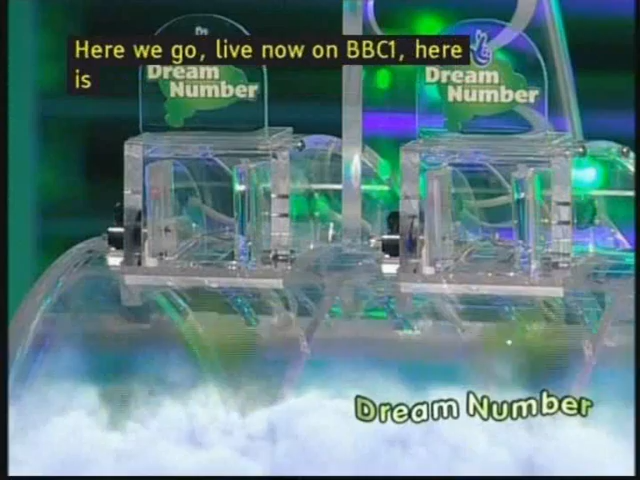 Here we go, live now on BBC1, here
is
Dream
Number
Dream
Number
Dream Number